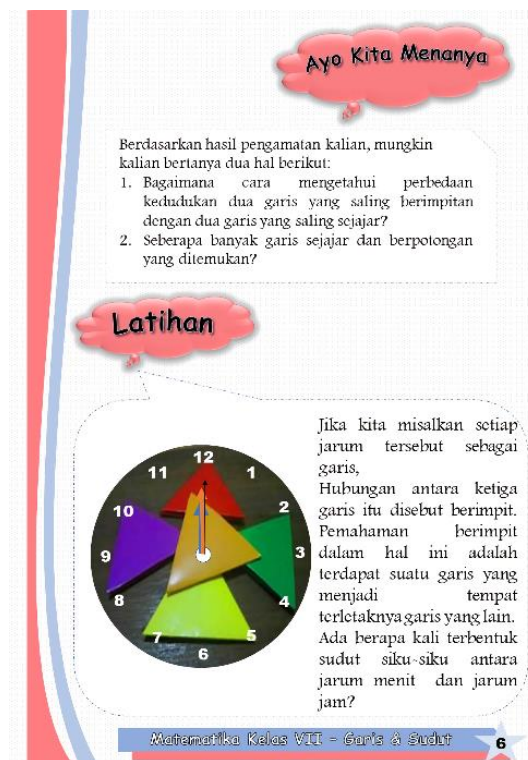 Ayo Kita Menanya
Berdasarkan hasil pengamatan kalian, mungkin
kalian bertanya dua hal berikut:
1. Bagaimana cara mengetahui perbedaan
kedudukan dua garis yang saling berimpitan
dengan dua garis yang saling sejajar?
2. Seberapa banyak garis sejajar dan berpotongan
yang ditemukan?
Latihan
12
11
1
10
2
9
3
8
4
7
5
6
Jika kita misalkan setiap
jarum tersebut sebagai
garis,
Hubungan antara ketiga
garis itu disebut berimpit.
Pemahaman berimpit
dalam hal ini adalah
terdapat suatu garis yang
menjadi tempat
terletaknya garis yang lain.
Ada berapa kali terbentuk
sudut siku-siku antara
jarum menit dan jarum
jam?
Matematika Kelas VII - Garis & Sudut
6